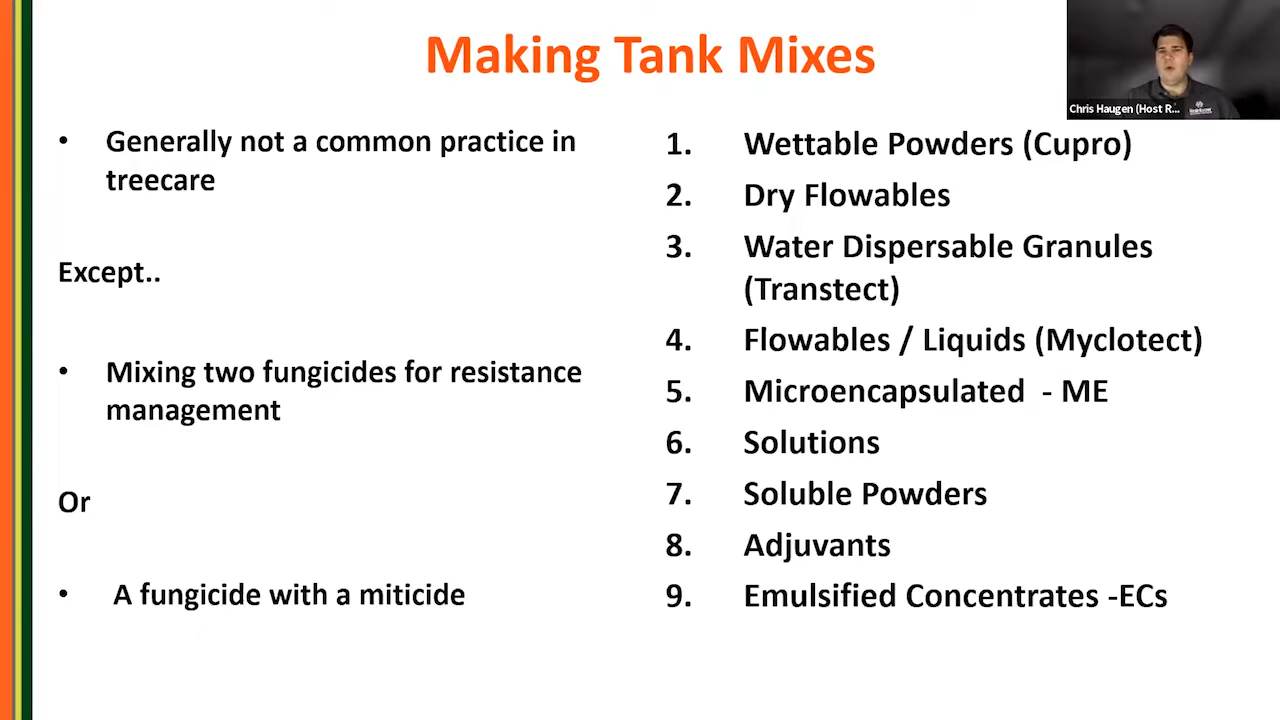 Making Tank Mixes
Chris Haugen (Host R...
• Generally not a common practice in
treecare
Except..
• Mixing two fungicides for resistance
management
Or
• A fungicide with a miticide
1. Wettable Powders (Cupro)
2. Dry Flowables
3. Water Dispersable Granules
(Transtect)
4. Flowables / Liquids (Myclotect)
5. Microencapsulated - ME
6. Solutions
7. Soluble Powders
8. Adjuvants
9. Emulsified Concentrates -ECs